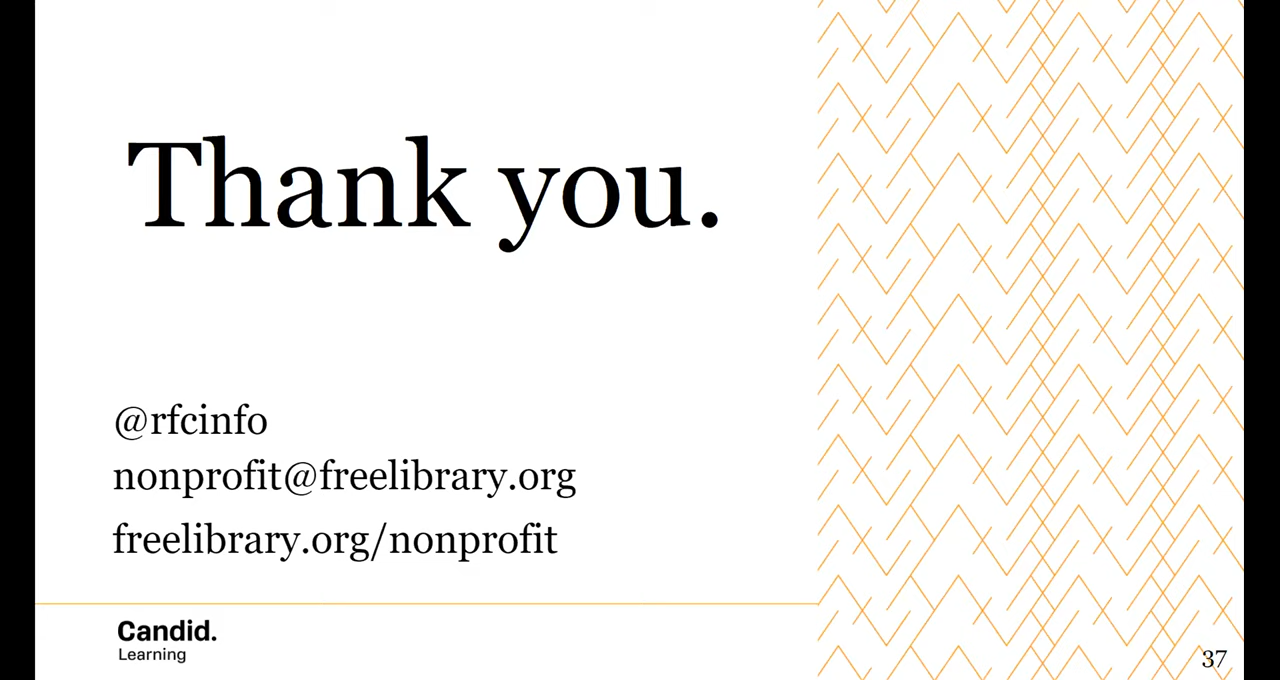 Thank you.
@rfcinfo
nonprofit@freelibrary.org
freelibrary.org/nonprofit
Candid.
Learning
37